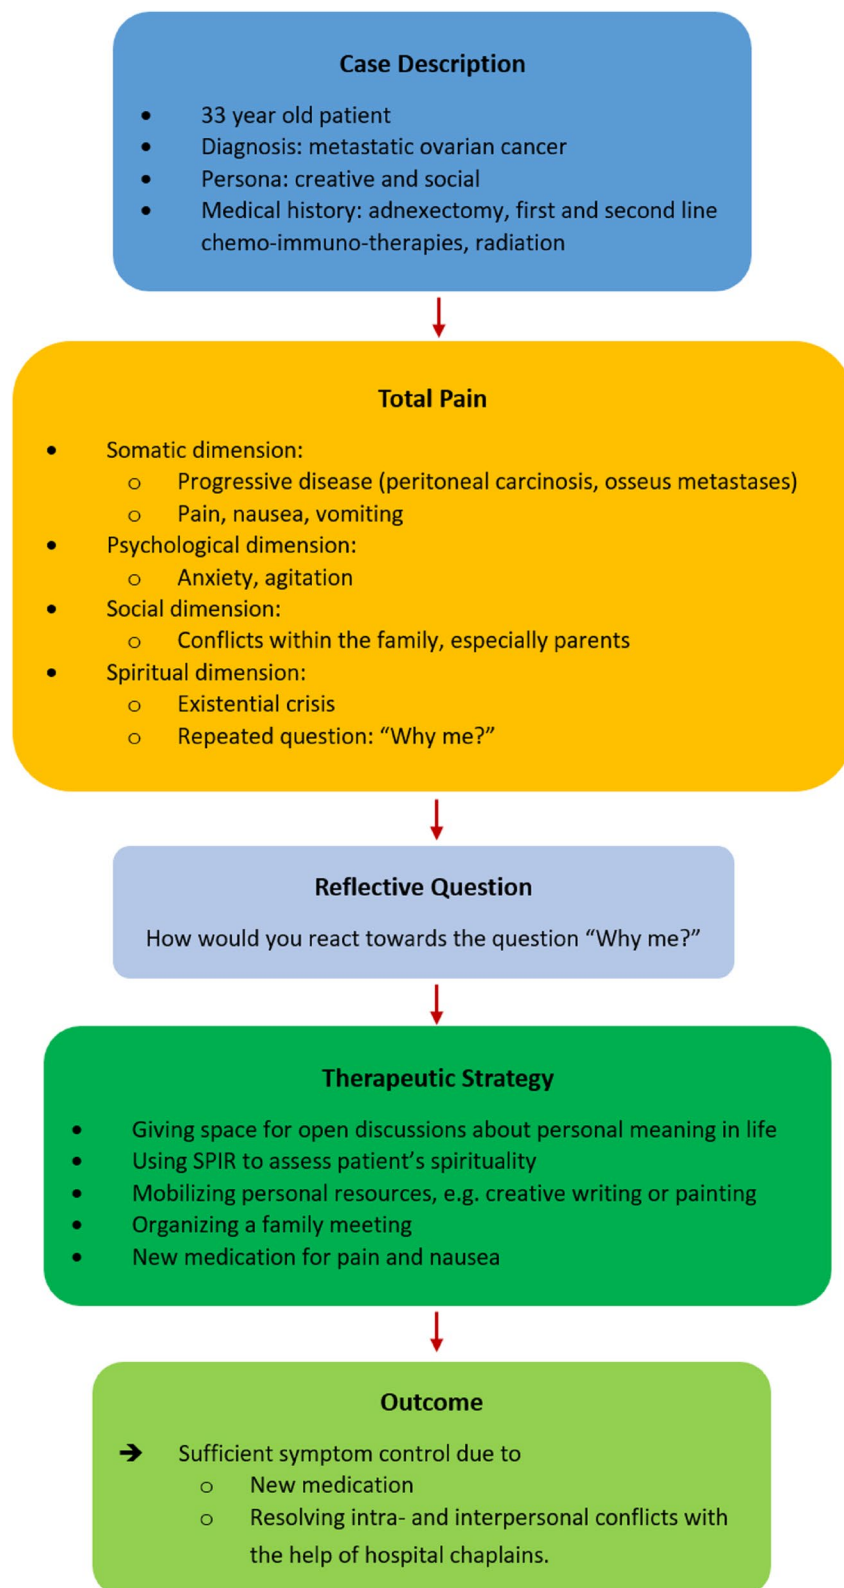 Case Description
• 33 year old patient
• Diagnosis: metastatic ovarian cancer
• Persona: creative and social
• Medical history: adnexectomy, first and second line
chemo-immuno-therapies, radiation
Total Pain
• Somatic dimension:
o Progressive disease (peritoneal carcinosis, osseus metastases)
o Pain, nausea, vomiting
• Psychological dimension:
o Anxiety, agitation
• Social dimension:
o Conflicts within the family, especially parents
• Spiritual dimension:
o Existential crisis
o Repeated question: “Why me?”
Reflective Question
How would you react towards the question “Why me?”
Therapeutic Strategy
• Giving space for open discussions about personal meaning in life
• Using SPIR to assess patient’s spirituality
• Mobilizing personal resources, e.g. creative writing or painting
• Organizing a family meeting
• New medication for pain and nausea
Outcome
➔ Sufficient symptom control due to
o New medication
o Resolving intra- and interpersonal conflicts with
the help of hospital chaplains.